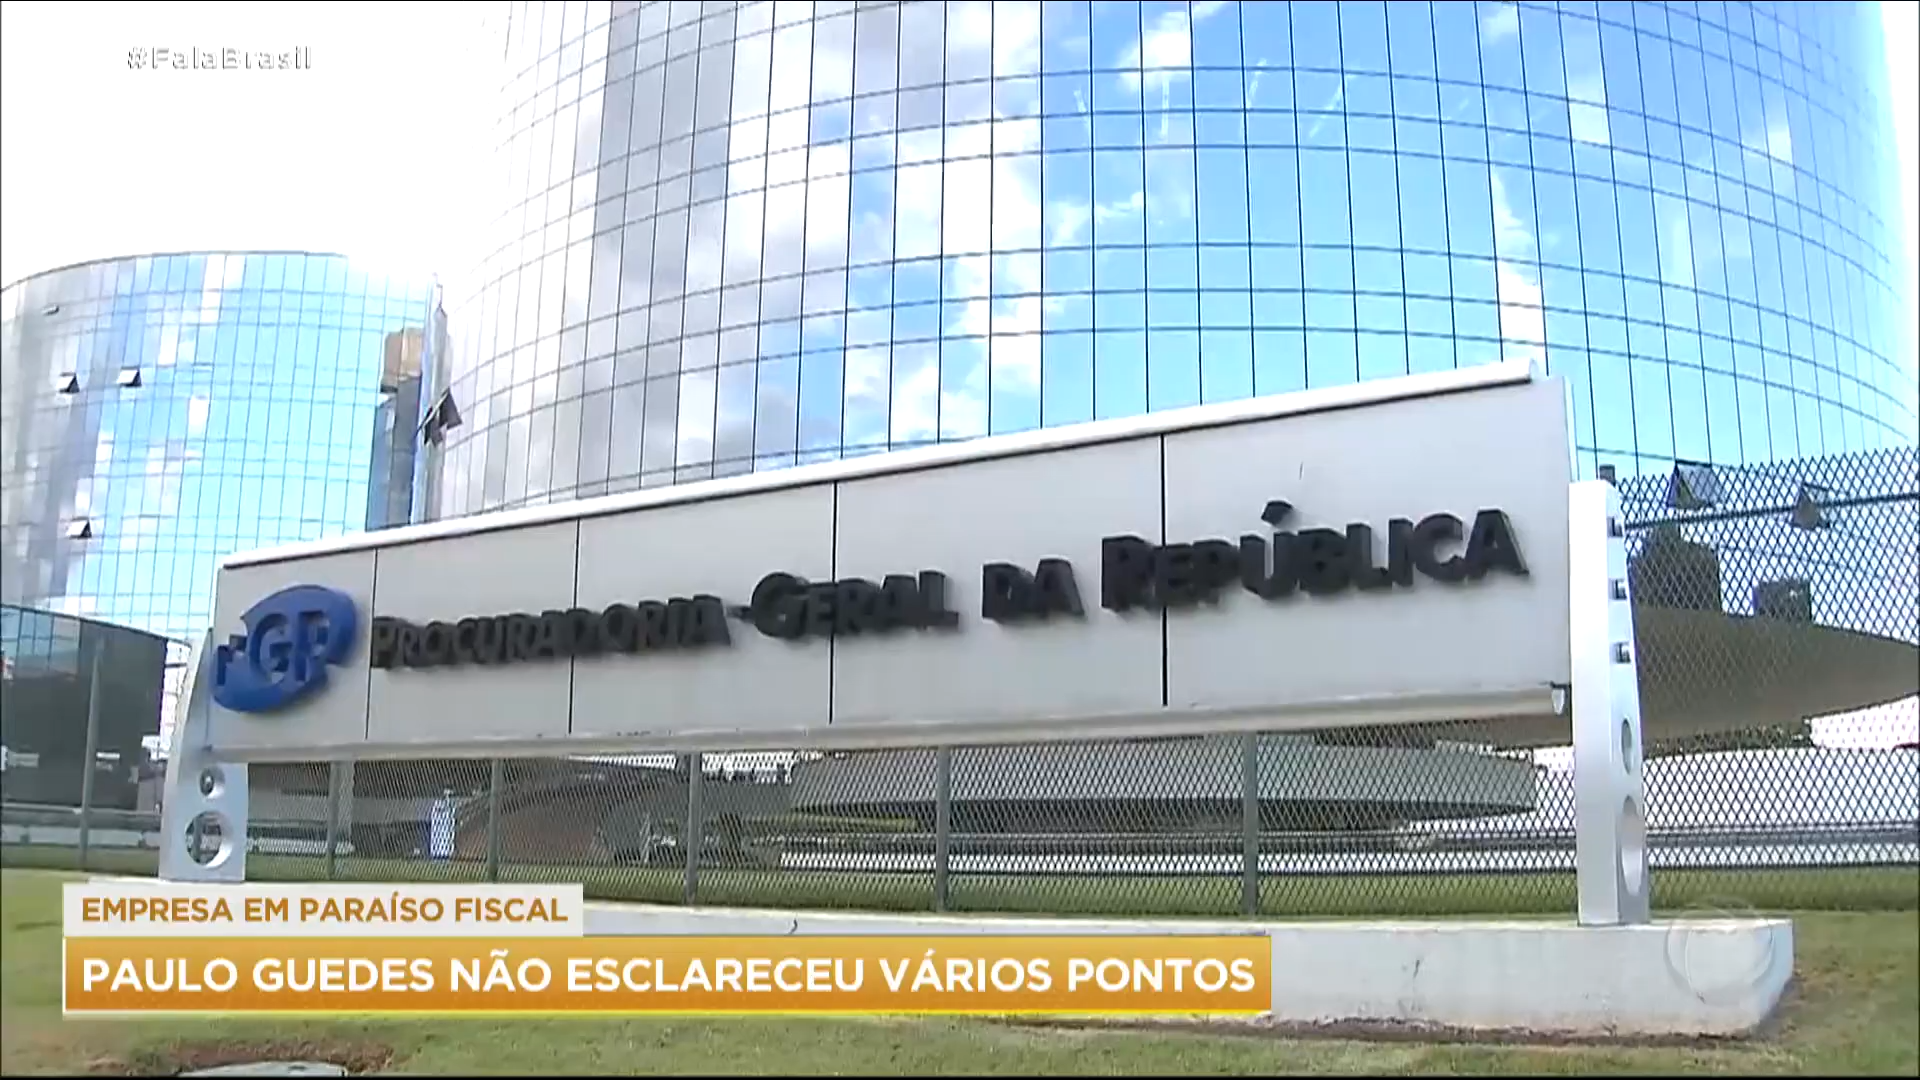 #FalaBrasil
PGR PROCURADORIA-GERAL DA REPÚBLICA
EMPRESA EM PARAÍSO FISCAL
PAULO GUEDES NÃO ESCLARECEU VÁRIOS PONTOS